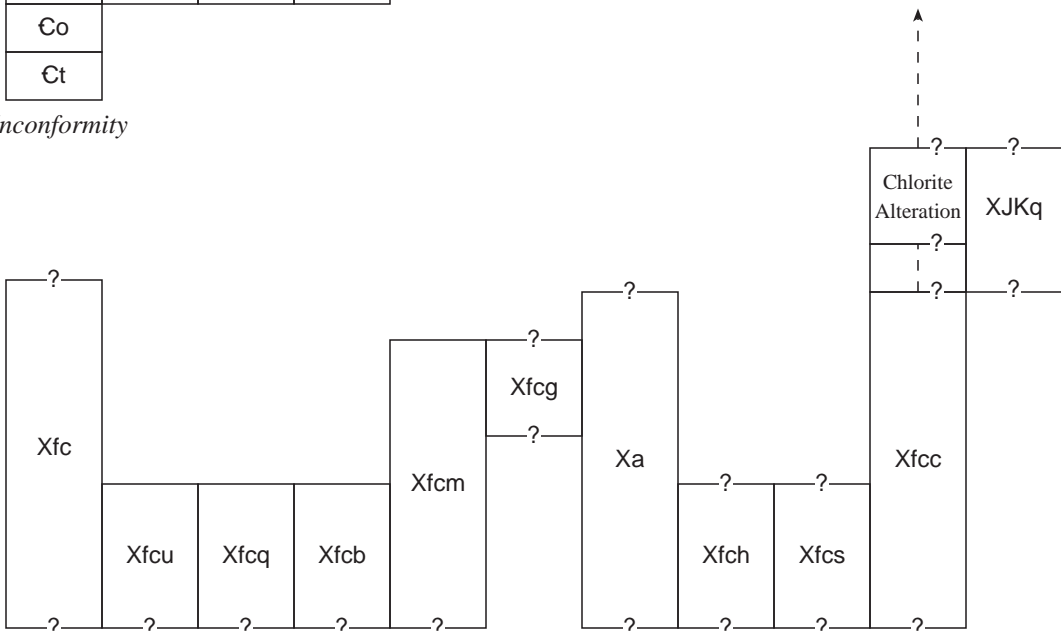 Єo
Єt
nconformity
?
?
Chlorite
Alteration
XJKq
?
?
?
?
?
?
?
Xfcg
?
Xfc
Xa
Xfcc
Xfcm
?
?
Xfcu
Xfcq
Xfcb
Xfch
Xfcs
?
?
?
?
?
?
?
?
?